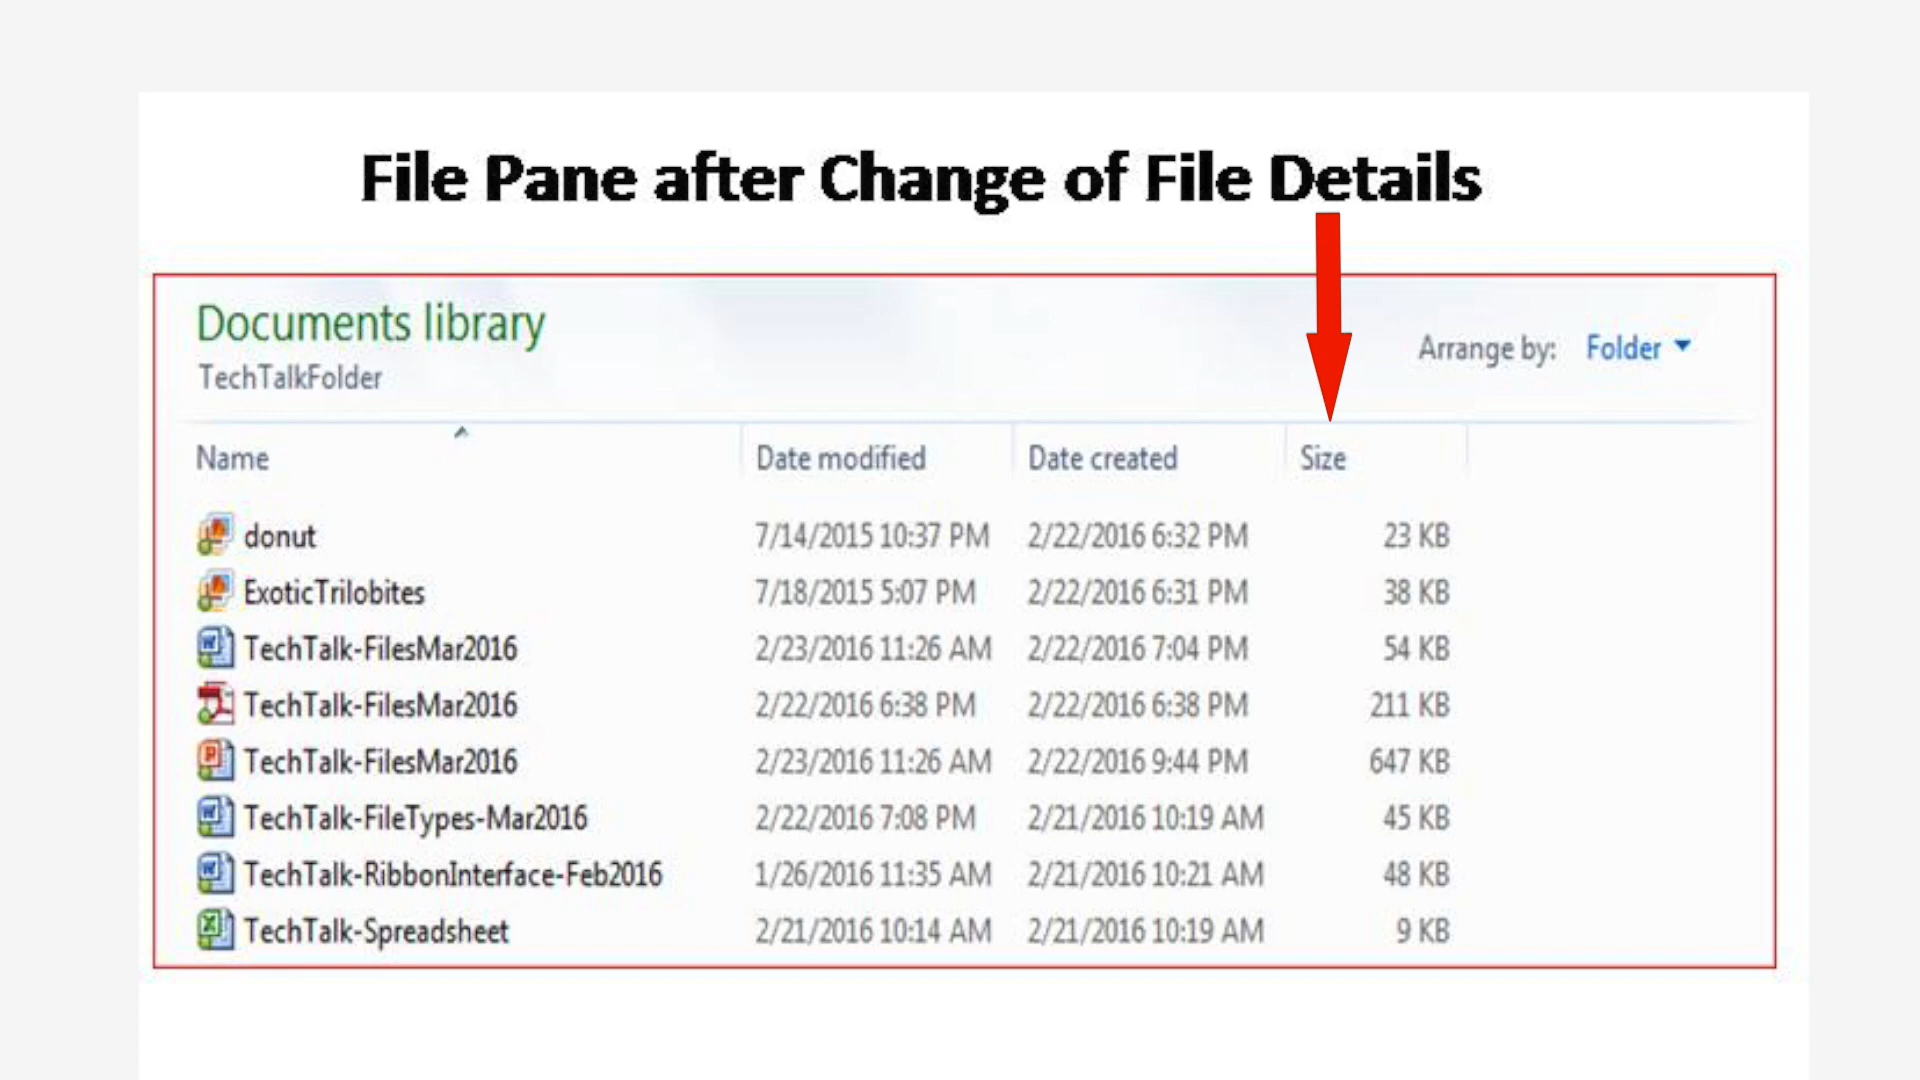 File Pane after Change of File Details
Documents library
TechTalkFolder
Arrange by: Folder
Name Date modified Date created Size
donut 7/14/2015 10:37 PM 2/22/2016 6:32 PM 23 KB
ExoticTrilobites 7/18/2015 5:07 PM 2/22/2016 6:31 PM 38 KB
TechTalk-FilesMar2016 2/23/2016 11:26 AM 2/22/2016 7:04 PM 54 KB
TechTalk-FilesMar2016 2/22/2016 6:38 PM 2/22/2016 6:38 PM 211 KB
TechTalk-FilesMar2016 2/23/2016 11:26 AM 2/22/2016 9:44 PM 647 KB
TechTalk-FileTypes-Mar2016 2/22/2016 7:08 PM 2/21/2016 10:19 AM 45 KB
TechTalk-RibbonInterface-Feb2016 1/26/2016 11:35 AM 2/21/2016 10:21 AM 48 KB
TechTalk-Spreadsheet 2/21/2016 10:14 AM 2/21/2016 10:19 AM 9 KB